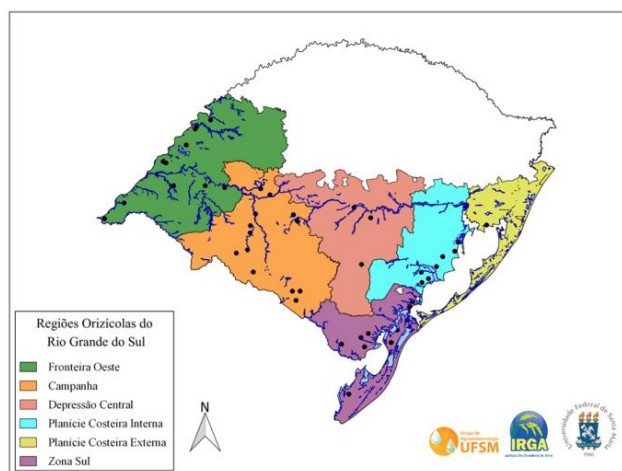 Regiões Orizícolas do
Rio Grande do Sul
Fronteira Oeste
Campanha
Depressão Central
Planície Costeira Interna
Planície Costeira Externa
Zona Sul
N
UFSM
IRGA
Universidade Federal de Santa Maria